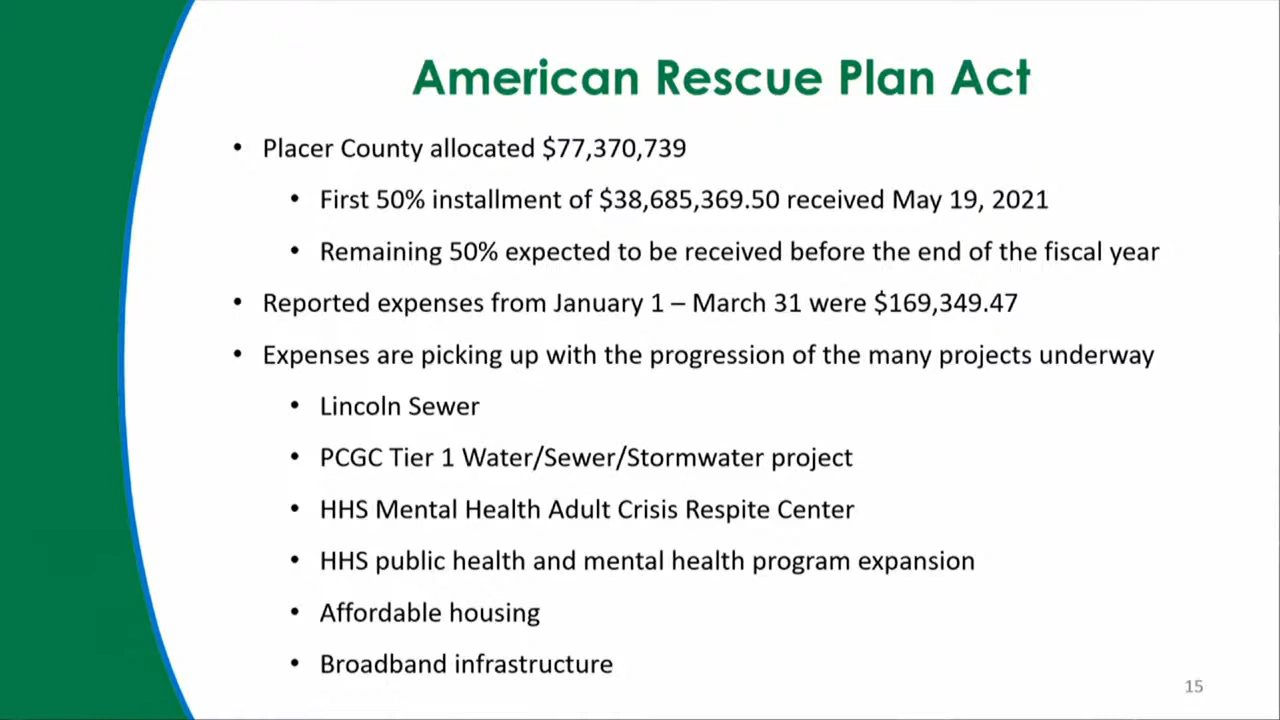 American Rescue Plan Act
• Placer County allocated $77,370,739
• First 50% installment of $38,685,369.50 received May 19, 2021
• Remaining 50% expected to be received before the end of the fiscal year
• Reported expenses from January 1 – March 31 were $169,349.47
• Expenses are picking up with the progression of the many projects underway
• Lincoln Sewer
• PCGC Tier 1 Water/Sewer/Stormwater project
• HHS Mental Health Adult Crisis Respite Center
• HHS public health and mental health program expansion
• Affordable housing
• Broadband infrastructure
15